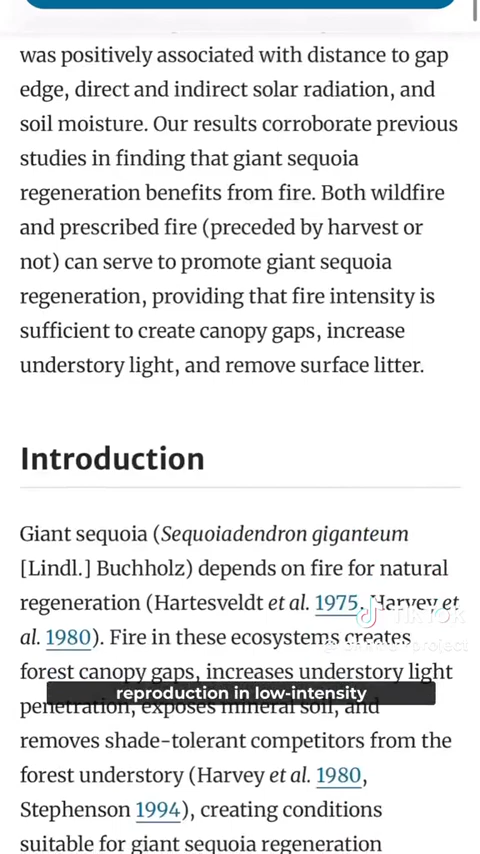 was positively associated with distance to gap
edge, direct and indirect solar radiation, and
soil moisture. Our results corroborate previous
studies in finding that giant sequoia
regeneration benefits from fire. Both wildfire
and prescribed fire (preceded by harvest or
not) can serve to promote giant sequoia
regeneration, providing that fire intensity is
sufficient to create canopy gaps, increase
understory light, and remove surface litter.
Introduction
Giant sequoia (Sequoiadendron giganteum
[Lindl.] Buchholz) depends on fire for natural
regeneration (Hartesveldt et al. 1975, Harvey et
TikTok
al. 1980). Fire in these ecosystems creates
forest canopy gaps, increases understory light
reproduction in low-intensity
penetration, exposes mineral soil, and
removes shade-tolerant competitors from the
forest understory (Harvey et al. 1980,
Stephenson 1994), creating conditions
suitable for giant sequoia regeneration